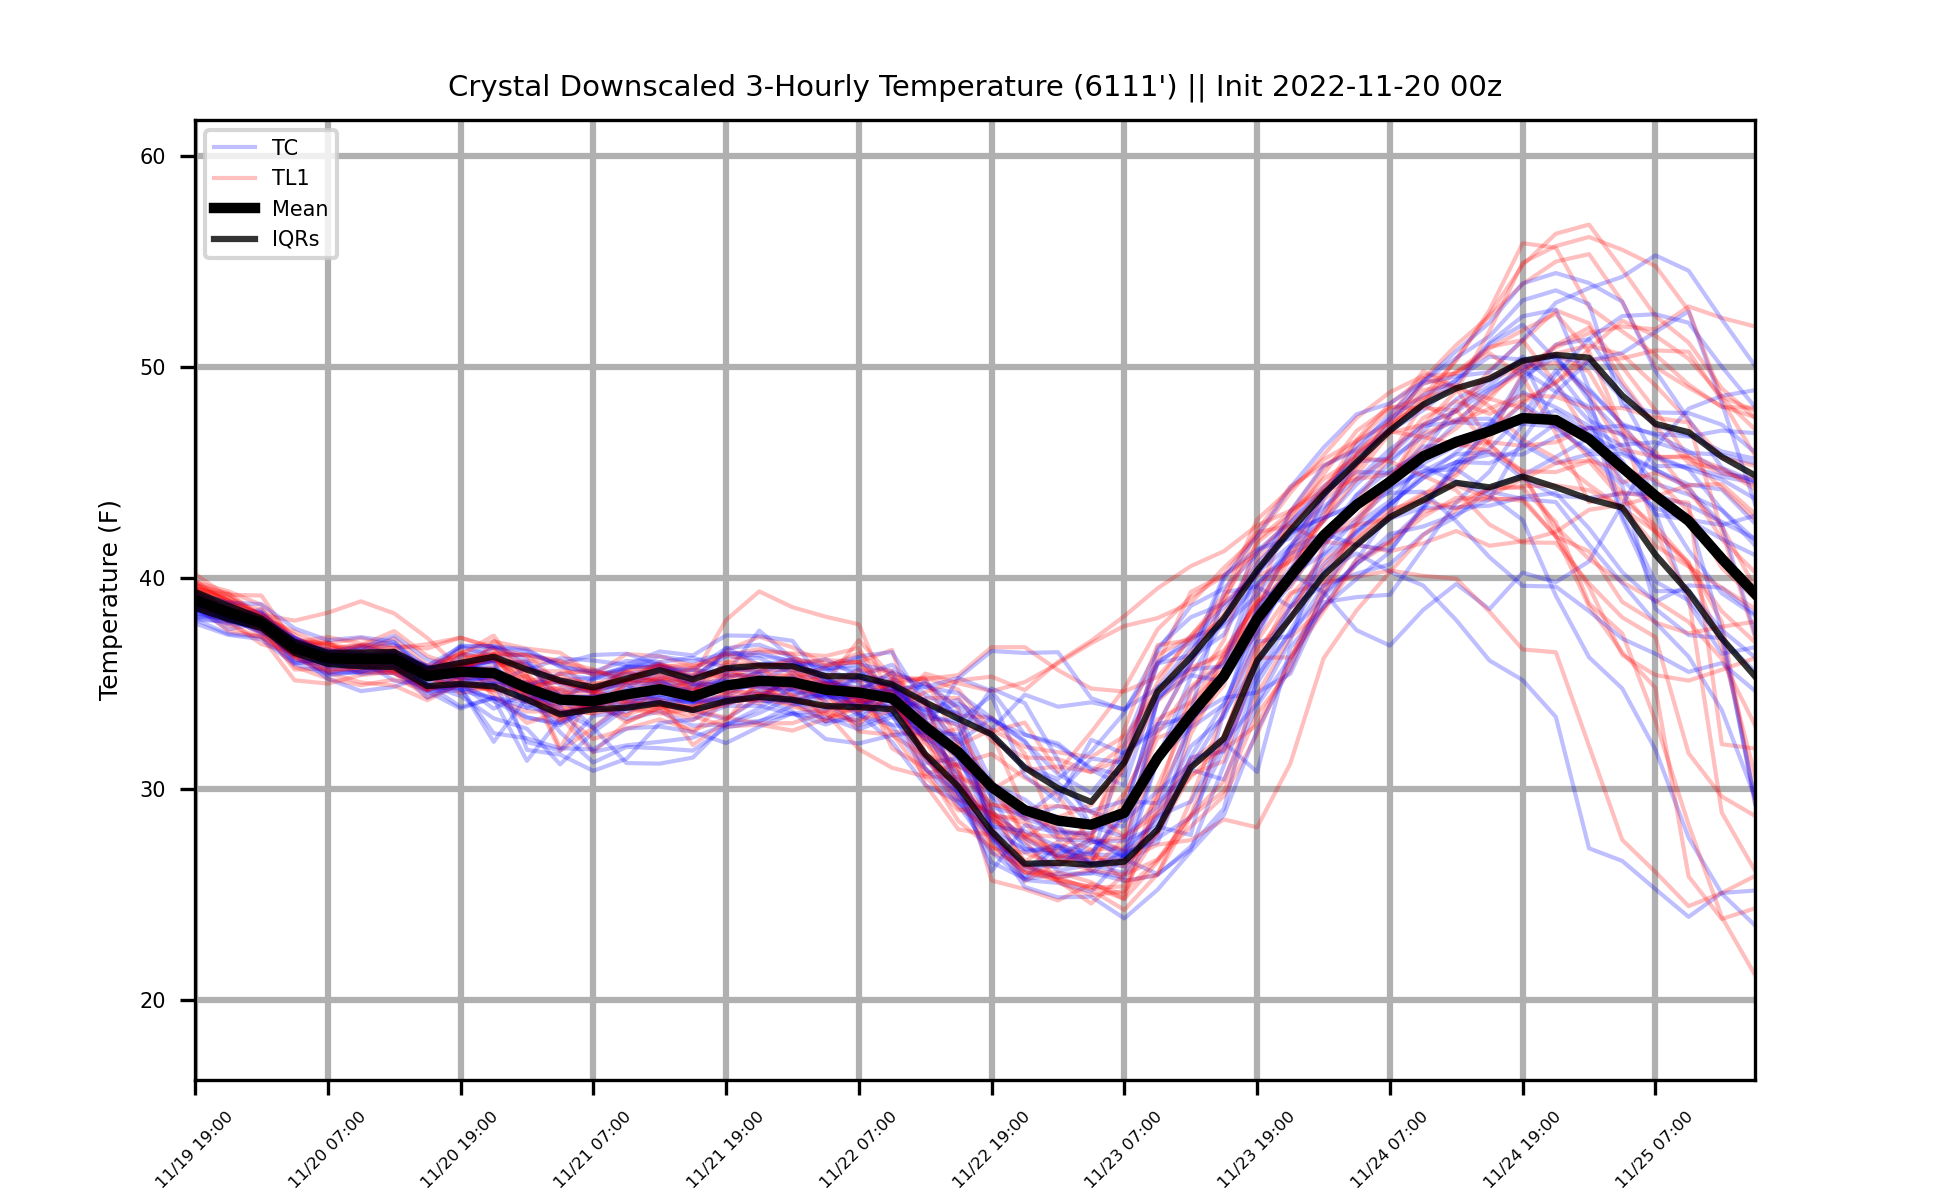 Crystal Downscaled 3-Hourly Temperature (6111') || Init 2022-11-20 00z
TC
TL1
Mean
IQRs
Temperature (F)
60
50
40
30
20
11/19 19:00
11/20 07:00
11/20 19:00
11/21 07:00
11/21 19:00
11/22 07:00
11/22 19:00
11/23 07:00
11/23 19:00
11/24 07:00
11/24 19:00
11/25 07:00